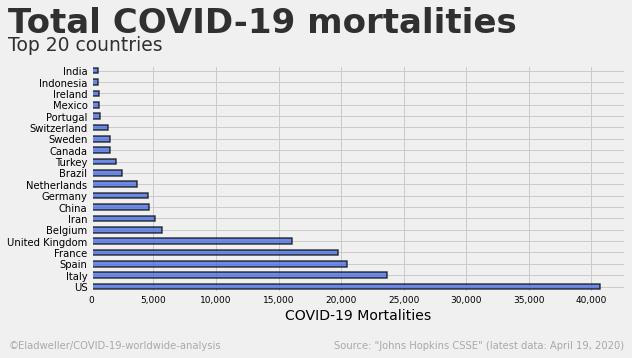 Total COVID-19 mortalities
Top 20 countries
India
Indonesia
Ireland
Mexico
Portugal
Switzerland
Sweden
Canada
Turkey
Brazil
Netherlands
Germany
China
Iran
Belgium
United Kingdom
France
Spain
Italy
US
0 5,000 10,000 15,000 20,000 25,000 30,000 35,000 40,000
COVID-19 Mortalities
©Eladweller/COVID-19-worldwide-analysis Source: "Johns Hopkins CSSE" (latest data: April 19, 2020)